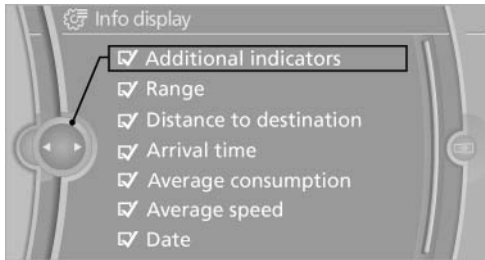 Info display
Additional indicators
Range
Distance to destination
Arrival time
Average consumption
Average speed
Date